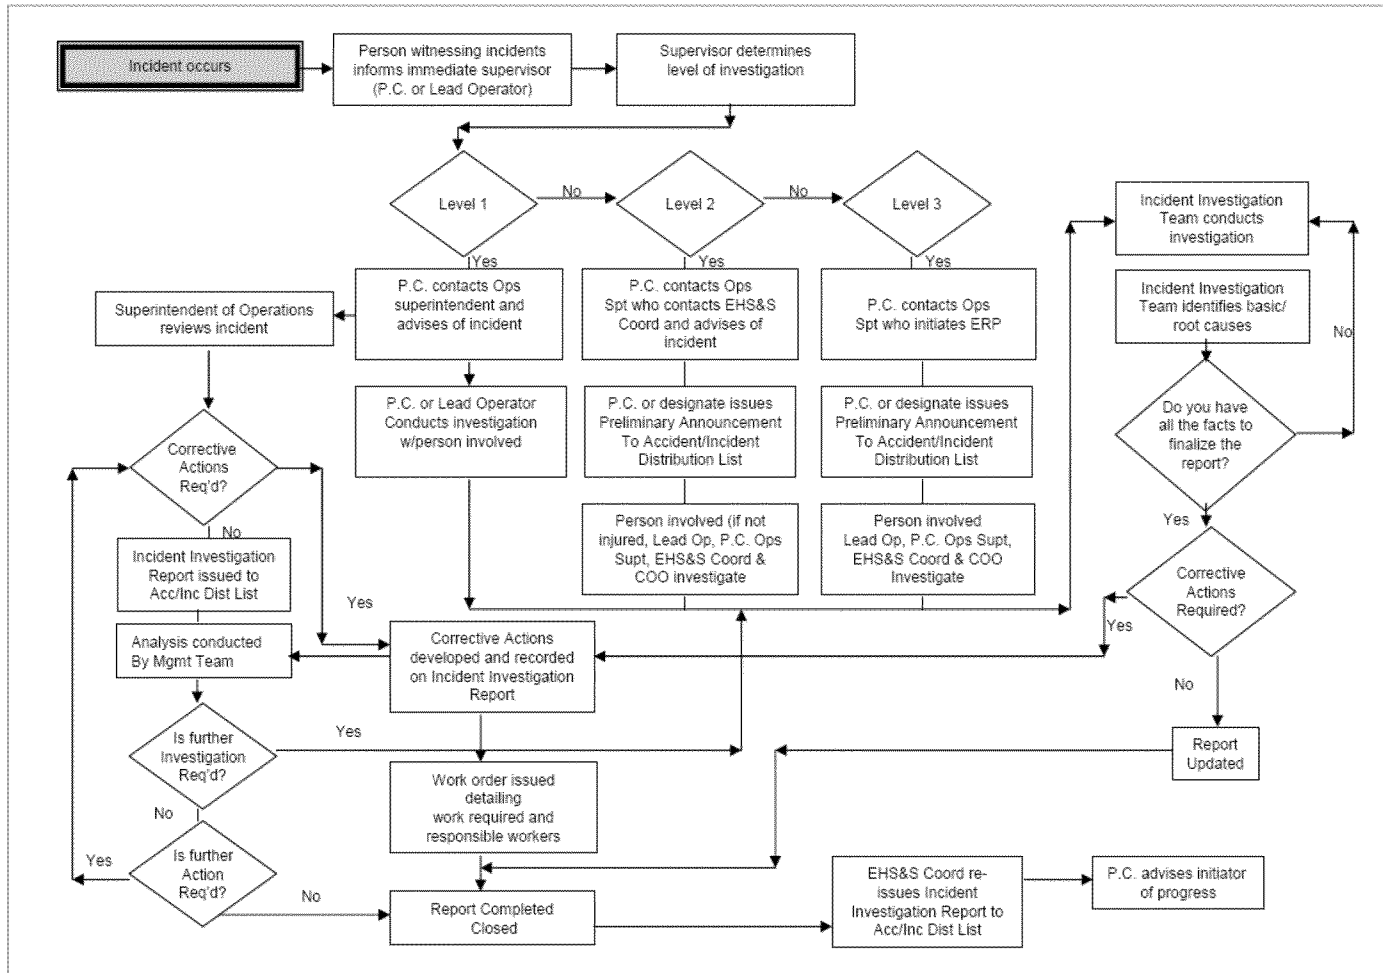 Incident occurs
Person witnessing incidents
informs immediate supervisor
(P.C. or Lead Operator)
Supervisor determines
level of investigation
Level 1
No
Level 2
No
Level 3
Incident Investigation
Team conducts
investigation
Yes
Yes
Yes
Superintendent of Operations
reviews incident
P.C. contacts Ops
superintendent and
advises of incident
P.C. contacts Ops
Spt who contacts EHS&S
Coord and advises of
incident
P.C. contacts Ops
Spt who initiates ERP
Incident Investigation
Team identifies basic/
root causes
No
P.C. or Lead Operator
Conducts investigation
w/person involved
P.C. or designate issues
Preliminary Announcement
To Accident/Incident
Distribution List
P.C. or designate issues
Preliminary Announcement
To Accident/Incident
Distribution List
Do you have
all the facts to
finalize the
report?
Corrective
Actions
Req'd?
No
Yes
Person involved (if not
injured, Lead Op, P.C. Ops
Supt, EHS&S Coord &
COO investigate
Person involved
Lead Op, P.C. Ops Supt,
EHS&S Coord & COO
Investigate
Yes
Incident Investigation
Report issued to
Acc/Inc Dist List
Corrective
Actions
Required?
Yes
Analysis conducted
By Mgmt Team
Corrective Actions
developed and recorded
on Incident Investigation
Report
No
Is further
Investigation
Req'd?
Yes
Report
Updated
No
Work order issued
detailing
work required and
responsible workers
Is further
Action
Req'd?
Yes
No
Report Completed
Closed
EHS&S Coord re-
issues Incident
Investigation Report to
Acc/Inc Dist List
P.C. advises initiator
of progress